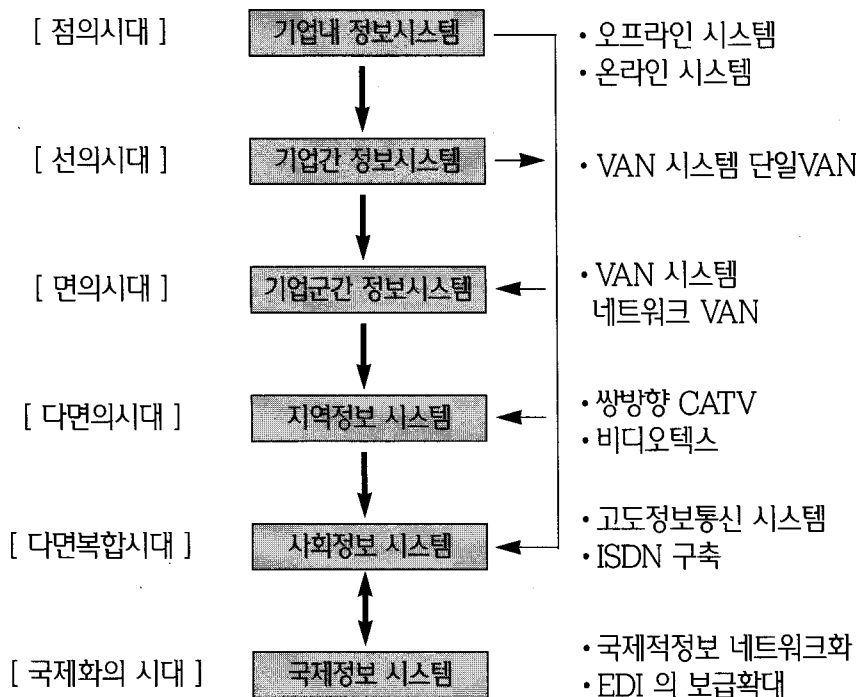 [ 점의시대 ] 기업내 정보시스템 • 오프라인 시스템
• 온라인 시스템
[ 선의시대 ] 기업간 정보시스템 • VAN 시스템 단일VAN
[ 면의시대 ] 기업군간 정보시스템 • VAN 시스템
네트워크 VAN
[ 다면의시대 ] 지역정보 시스템 • 쌍방향 CATV
• 비디오텍스
[ 다면복합시대 ] 사회정보 시스템 • 고도정보통신 시스템
• ISDN 구축
[ 국제화의 시대 ] 국제정보 시스템 • 국제적정보 네트워크화
• EDI 의 보급확대